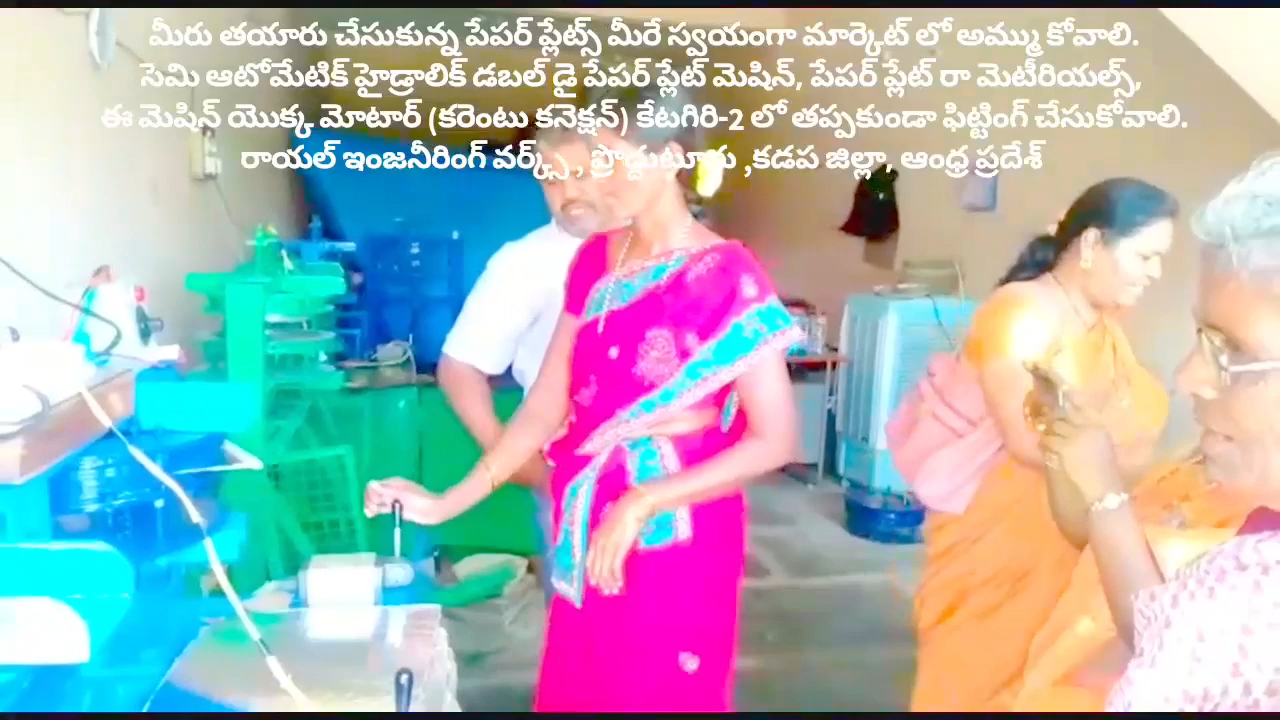 మీరు తయారు చేసుకున్న పేపర్ ప్లేట్స్ మీరే స్వయంగా మార్కెట్ లో అమ్ము కోవాలి.
సెమి ఆటోమేటిక్ హైడ్రాలిక్ డబల్ డై పేపర్ ప్లేట్ మెషిన్, పేపర్ ప్లేట్ రా మెటీరియల్స్,
ఈ మెషిన్ యొక్క మోటార్ (కరెంటు కనెక్షన్) కేటగిరి-2 లో తప్పకుండా ఫిట్టింగ్ చేసుకోవాలి.
రాయల్ ఇంజనీరింగ్ వర్క్స్ , ప్రొద్దుటూరు ,కడప జిల్లా, ఆంధ్ర ప్రదేశ్